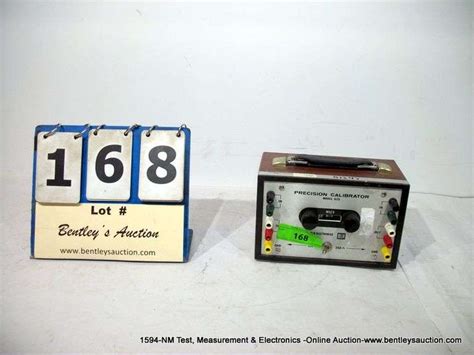 168
Lot #
Bentley's Auction
www.bentleysauction.com
PRECISION CALIBRATOR
168
1594-NM Test, Measurement & Electronics -Online Auction-www.bentleysauction.com